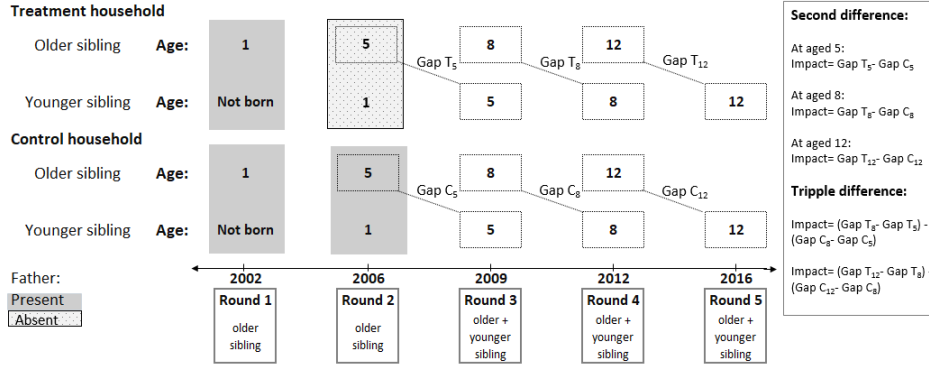 Treatment household
Older sibling Age: 1 5 8 12
Gap T5 Gap T8 Gap T12
Younger sibling Age: Not born 1 5 8 12
Control household
Older sibling Age: 1 5 8 12
Gap C5 Gap C8 Gap C12
Younger sibling Age: Not born 1 5 8 12
Father:
Present
Absent
2002 2006 2009 2012 2016
Round 1
older
sibling
Round 2
older
sibling
Round 3
older +
younger
sibling
Round 4
older +
younger
sibling
Round 5
older +
younger
sibling
Second difference:
At aged 5:
Impact= Gap T5- Gap C5
At aged 8:
Impact= Gap T8- Gap C8
At aged 12:
Impact= Gap T12- Gap C12
Tripple difference:
Impact= (Gap T8- Gap T5) -
(Gap C8- Gap C5)
Impact= (Gap T12- Gap T8) -
(Gap C12- Gap C8)